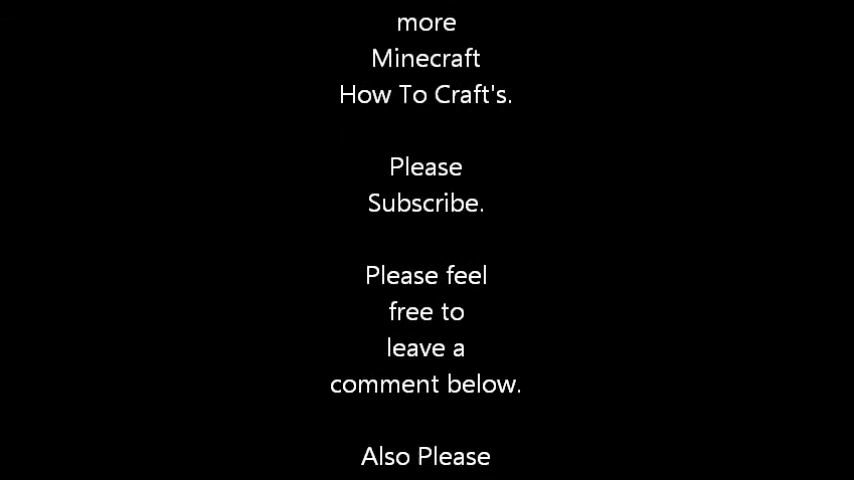 more
Minecraft
How To Craft's.
Please
Subscribe.
Please feel
free to
leave a
comment below.
Also Please